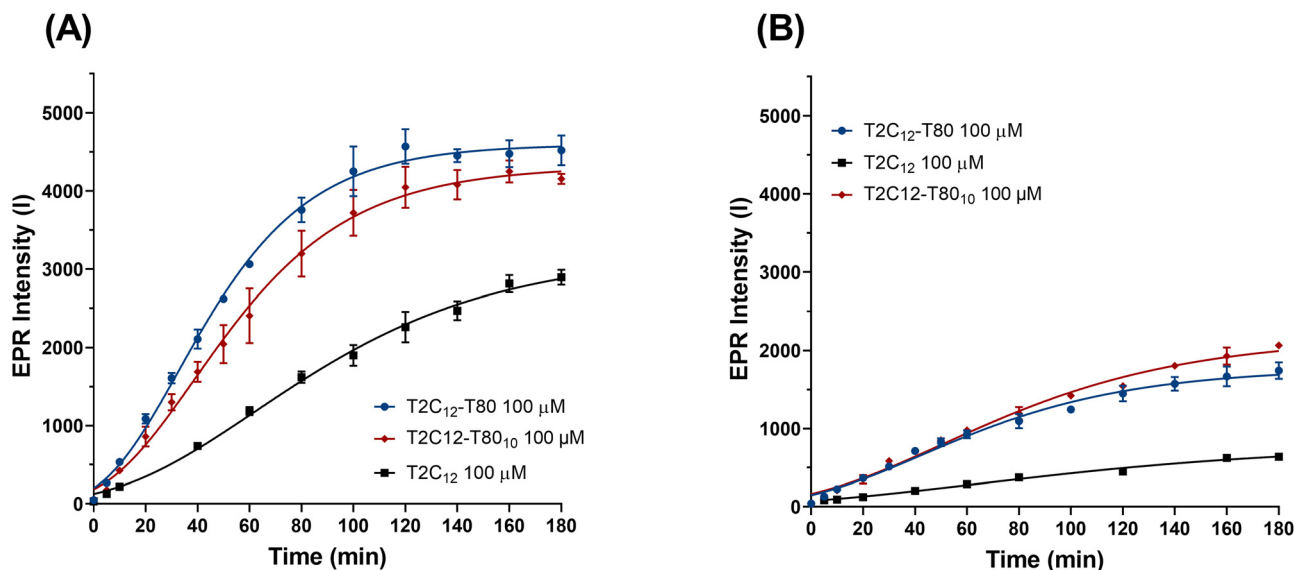 (A)
EPR Intensity (I)
5000
4000
3000
2000
1000
0
0 20 40 60 80 100 120 140 160 180
Time (min)
T2C₁₂-T80 100 μM
T2C12-T80₁₀ 100 µM
T2C₁₂ 100 μM
(B)
EPR Intensity (I)
5000
4000
3000
2000
1000
0
0 20 40 60 80 100 120 140 160 180
Time (min)
T2C₁₂-T80 100 μM
T2C₁₂ 100 μM
T2C12-T80₁₀ 100 µM